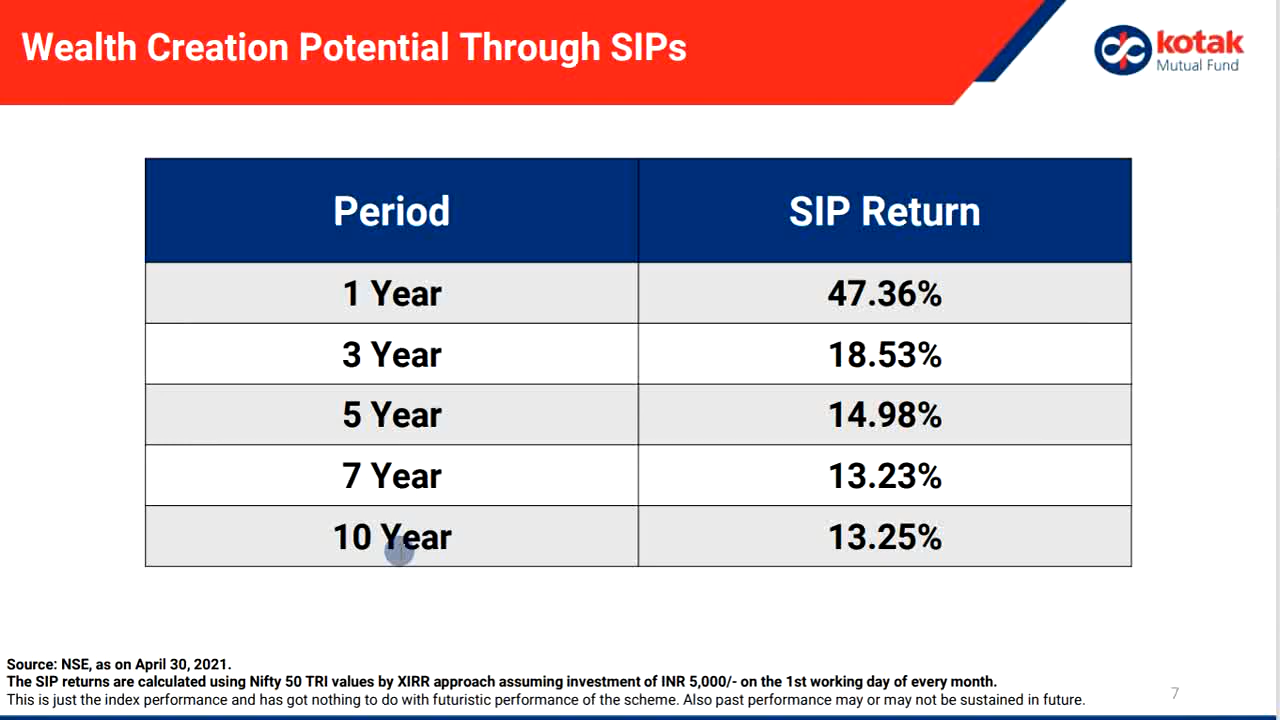 Wealth Creation Potential Through SIPs
kotak
Mutual Fund
Period SIP Return
1 Year 47.36%
3 Year 18.53%
5 Year 14.98%
7 Year 13.23%
10 Year 13.25%
Source: NSE, as on April 30, 2021.
The SIP returns are calculated using Nifty 50 TRI values by XIRR approach assuming investment of INR 5,000/- on the 1st working day of every month.
This is just the index performance and has got nothing to do with futuristic performance of the scheme. Also past performance may or may not be sustained in future.
7